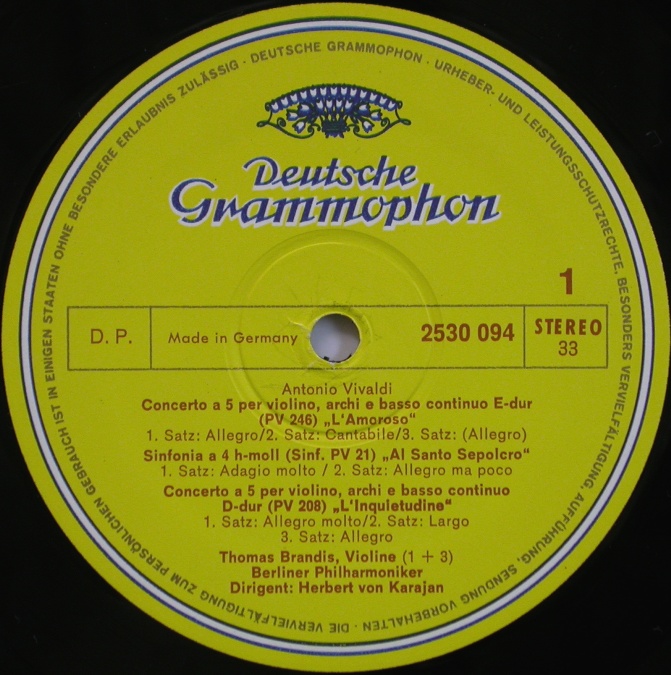 Deutsche
Grammophon
1
D. P.
Made in Germany
2530 094
STEREO
33
Antonio Vivaldi
Concerto a 5 per violino, archi e basso continuo E-dur
(PV 246) „L'Amoroso“
1. Satz: Allegro/2. Satz: Cantabile/3. Satz: (Allegro)
Sinfonia a 4 h-moll (Sinf. PV 21) „Al Santo Sepolcro“
1. Satz: Adagio molto / 2. Satz: Allegro ma poco
Concerto a 5 per violino, archi e basso continuo
D-dur (PV 208) „L'Inquietudine“
1. Satz: Allegro molto/2. Satz: Largo
3. Satz: Allegro
Thomas Brandis, Violine (1 + 3)
Berliner Philharmoniker
Dirigent: Herbert von Karajan
DEUTSCHE GRAMMOPHON · URHEBER- UND LEISTUNGSSCHUTZRECHTE, BESONDERS VERVIELFÄLTIGUNG, AUFFÜHRUNG, SENDUNG VORBEHALTEN · DIE VERVIELFÄLTIGUNG ZUM PERSÖNLICHEN GEBRAUCH IST IN EINIGEN STAATEN OHNE BESONDERE ERLAUBNIS ZULÄSSIG ·